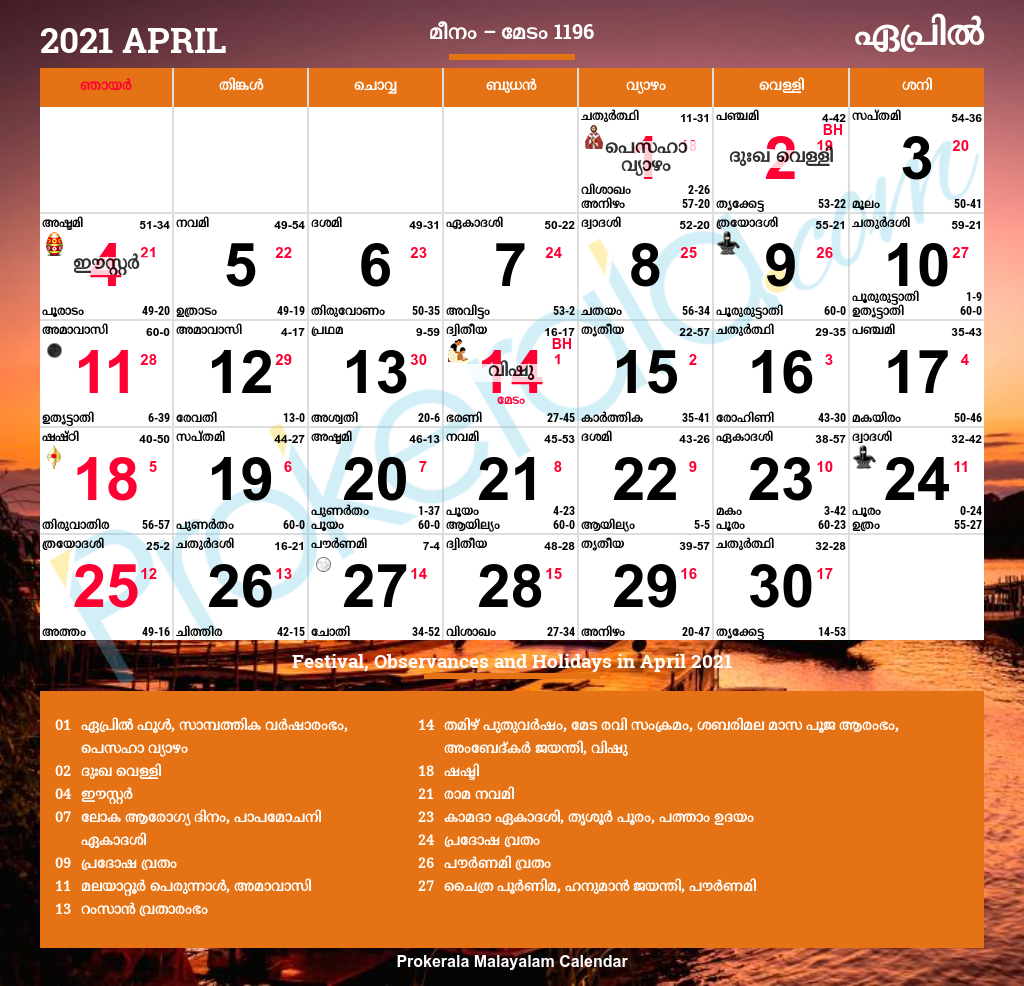 2021 APRIL
മീനം – മേടം 1196
ഏപ്രിൽ
ഞായർ തിങ്കൾ ചൊവ്വ ബുധൻ വ്യാഴം വെള്ളി ശനി
ചതുർത്ഥി 11-31 പഞ്ചമി 4-42 സപ്തമി 54-36
BH
1 18 2 19 3 20
പെസഹാ വ്യാഴം ദുഃഖ വെള്ളി
വിശാഖം 2-26
അനിഴം 57-20 തൃക്കേട്ട 53-22 മൂലം 50-41
അഷ്ടമി 51-34 നവമി 49-54 ദശമി 49-31 ഏകാദശി 50-22 ദ്വാദശി 52-20 ത്രയോദശി 55-21 ചതുർദശി 59-21
4 21 5 22 6 23 7 24 8 25 9 26 10 27
ഈസ്റ്റർ
പൂരുരുട്ടാതി 1-9
പൂരാടം 49-20 ഉത്രാടം 49-19 തിരുവോണം 50-35 അവിട്ടം 53-2 ചതയം 56-34 പൂരുരുട്ടാതി 60-0 ഉതൃട്ടാതി 60-0
അമാവാസി 60-0 അമാവാസി 4-17 പ്രഥമ 9-59 ദ്വിതീയ 16-17 തൃതീയ 22-57 ചതുർത്ഥി 29-35 പഞ്ചമി 35-43
BH
11 28 12 29 13 30 14 1 15 2 16 3 17 4
വിഷു
മേടം
ഉതൃട്ടാതി 6-39 രേവതി 13-0 അശ്വതി 20-6 ഭരണി 27-45 കാർത്തിക 35-41 രോഹിണി 43-30 മകയിരം 50-46
ഷഷ്ഠി 40-50 സപ്തമി 44-27 അഷ്ടമി 46-13 നവമി 45-53 ദശമി 43-26 ഏകാദശി 38-57 ദ്വാദശി 32-42
18 5 19 6 20 7 21 8 22 9 23 10 24 11
പുണർതം 1-37 പൂയം 4-23 മകം 3-42 പൂരം 0-24
തിരുവാതിര 56-57 പുണർതം 60-0 പൂയം 60-0 ആയില്യം 60-0 ആയില്യം 5-5 പൂരം 60-23 ഉത്രം 55-27
ത്രയോദശി 25-2 ചതുർദശി 16-21 പൗർണമി 7-4 ദ്വിതീയ 48-28 തൃതീയ 39-57 ചതുർത്ഥി 32-28
25 12 26 13 27 14 28 15 29 16 30 17
അത്തം 49-16 ചിത്തിര 42-15 ചോതി 34-52 വിശാഖം 27-34 അനിഴം 20-47 തൃക്കേട്ട 14-53
Prokerala.com
Festival, Observances and Holidays in April 2021
01 ഏപ്രിൽ ഫൂൾ, സാമ്പത്തിക വർഷാരംഭം,
പെസഹാ വ്യാഴം
02 ദുഃഖ വെള്ളി
04 ഈസ്റ്റർ
07 ലോക ആരോഗ്യ ദിനം, പാപമോചനി
ഏകാദശി
09 പ്രദോഷ വ്രതം
11 മലയാറ്റൂർ പെരുന്നാൾ, അമാവാസി
13 റംസാൻ വ്രതാരംഭം
14 തമിഴ് പുതുവർഷം, മേട രവി സംക്രമം, ശബരിമല മാസ പൂജ ആരംഭം,
അംബേദ്കർ ജയന്തി, വിഷു
18 ഷഷ്ടി
21 രാമ നവമി
23 കാമദാ ഏകാദശി, തൃശൂർ പൂരം, പത്താം ഉദയം
24 പ്രദോഷ വ്രതം
26 പൗർണമി വ്രതം
27 ചൈത്ര പൂർണിമ, ഹനുമാൻ ജയന്തി, പൗർണമി
Prokerala Malayalam Calendar